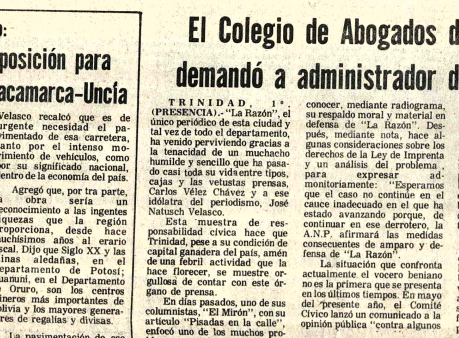 O:
posición para
acamarca-Uncía
Velasco recalcó que es de
urgente necesidad el pa-
vimentado de esa carretera,
tanto por el intenso mo-
vimiento de vehículos, como
por su significado nacional,
dentro de la economía del país.
Agregó que, por tra parte,
a obra sería un
econocimiento a las ingentes
iquezas que la región
proporciona, desde hace
uchísimos años al erario
scal. Dijo que Siglo XX y las
inas aledañas, en el
epartamento de Potosí;
uanuni, en el Departamento
e Oruro, son los centros
ineros más importantes de
olivia y los mayores genera-
res de regalías y divisas.
La pavimentación de ese
El Colegio de Abogados d
demandó a administrador d
TRINIDAD, 1º.
(PRESENCIA).- "La Razón", el
único periódico de esta ciudad y
tal vez de todo el departamento,
ha venido perviviendo gracias a
la tenacidad de un muchacho
humilde y sencillo que ha pasa-
do casi toda su vida entre tipos,
cajas y las vetustas prensas,
Carlos Vélez Chávez y a ese
idólatra del periodismo, José
Natusch Velasco.
Esta muestra de respon-
sabilidad cívica hace que
Trinidad, pese a su condición de
capital ganadera del país, amén
de una febril actividad que la
hace florecer, se muestre or-
gullosa de contar con este ór-
gano de prensa.
En días pasados, uno de sus
columnistas, "El Mirón", con su
artículo "Pisadas en la calle",
enfocó uno de los muchos pro-
conocer, mediante radiograma,
su respaldo moral y material en
defensa de "La Razón". Des-
pués, mediante nota, hace al-
gunas consideraciones sobre los
derechos de la Ley de Imprenta
y un análisis del problema,
para expresar ad-
monitoriamente: "Esperamos
que el caso no continúe en el
cauce inadecuado en el que ha
estado avanzando porque, de
continuar en ese derrotero, la
A.N.P. afirmará las medidas
consecuentes de amparo y defen-
sa de "La Razón".
La situación que confronta
actualmente el vocero beniano
no es la primera que se presenta
en los últimos tiempos. En mayo
del presente año, el Comité
Cívico lanzó un comunicado a la
opinión pública "contra algunos